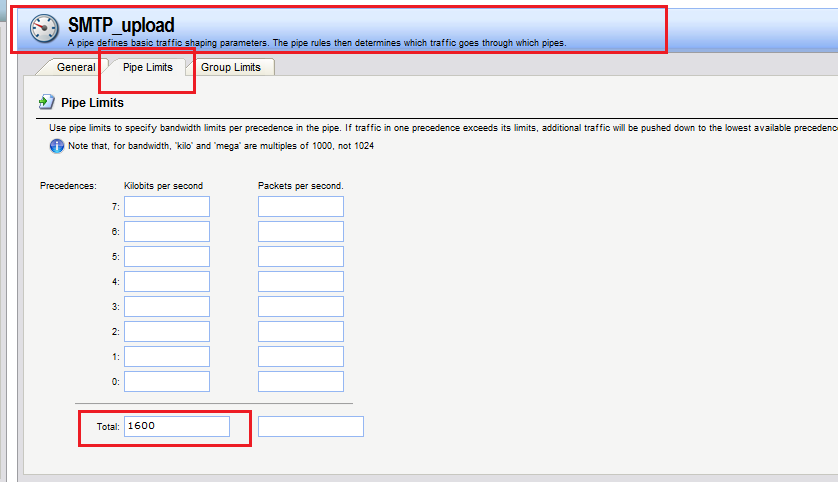 SMTP_upload
A pipe defines basic traffic shaping parameters. The pipe rules then determines which traffic goes through which pipes.
General Pipe Limits Group Limits
Pipe Limits
Use pipe limits to specify bandwidth limits per precedence in the pipe. If traffic in one precedence exceeds its limits, additional traffic will be pushed down to the lowest available precedenc
Note that, for bandwidth, 'kilo' and 'mega' are multiples of 1000, not 1024
Precedences: Kilobits per second Packets per second.
7:
6:
5:
4:
3:
2:
1:
0:
Total: 1600